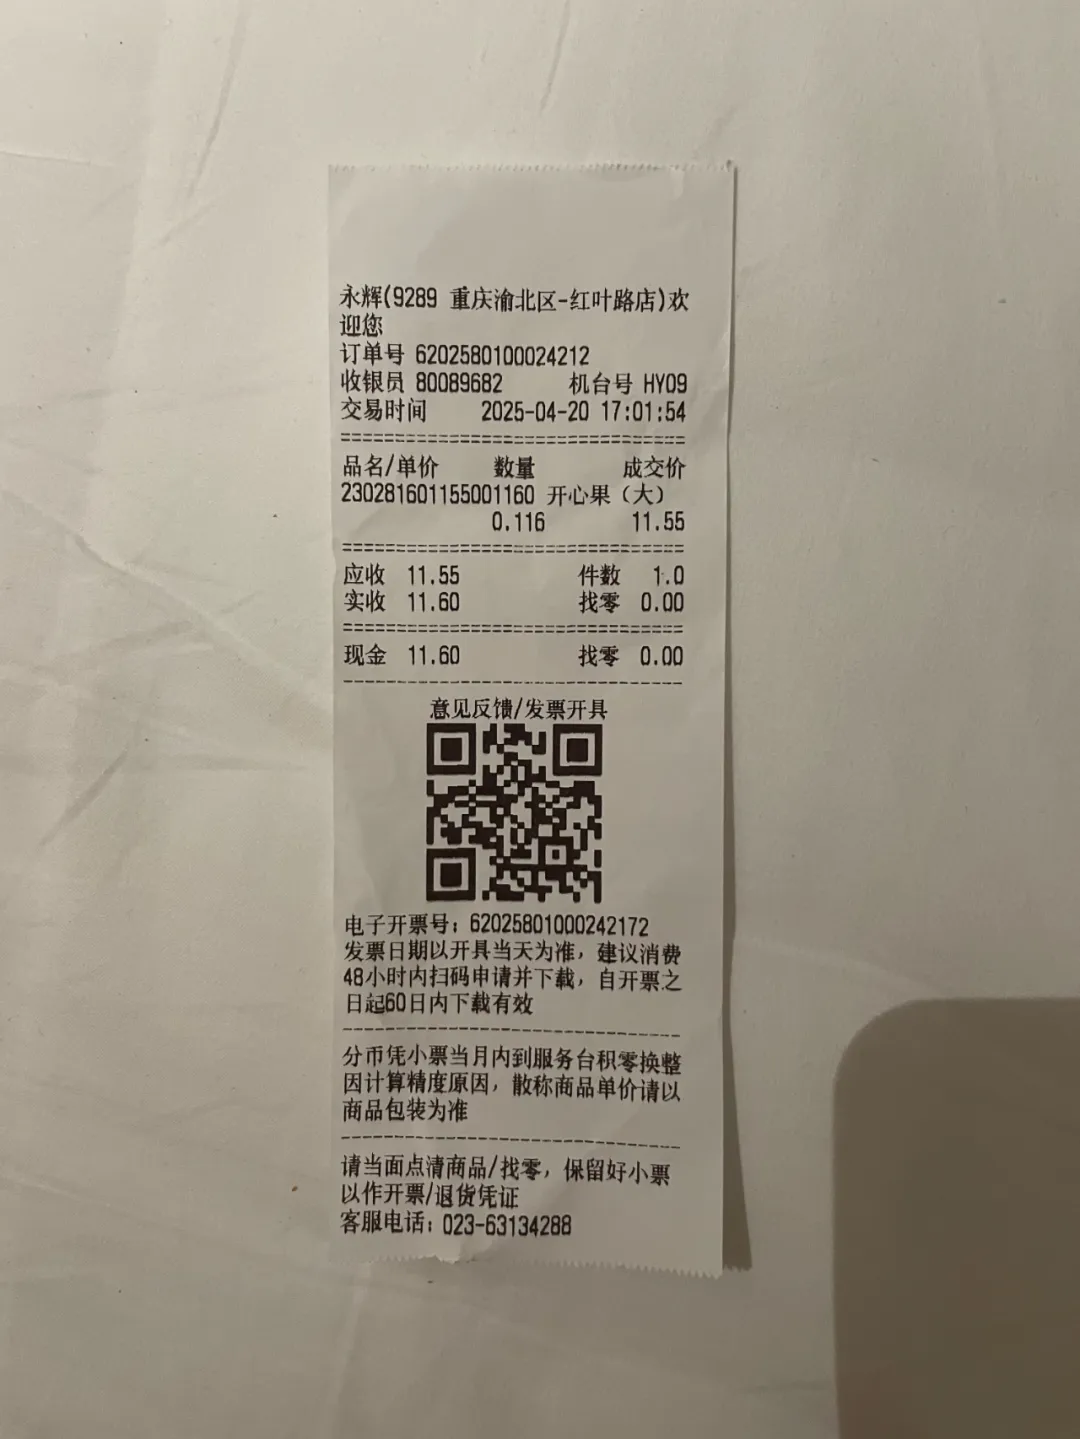 永辉(9289 重庆渝北区-红叶路店)欢
迎您
订单号 6202580100024212
收银员 80089682 机台号 HY09
交易时间 2025-04-20 17:01:54
================================
品名/单价 数量 成交价
230281601155001160 开心果（大）
0.116 11.55
================================
应收 11.55 件数 1.0
实收 11.60 找零 0.00
================================
现金 11.60 找零 0.00
--------------------------------
意见反馈/发票开具
电子开票号：62025801000242172
发票日期以开具当天为准，建议消费
48小时内扫码申请并下载，自开票之
日起60日内下载有效
--------------------------------
分币凭小票当月内到服务台积零换整
因计算精度原因，散称商品单价请以
商品包装为准
--------------------------------
请当面点清商品/找零，保留好小票
以作开票/退货凭证
客服电话：023-63134288